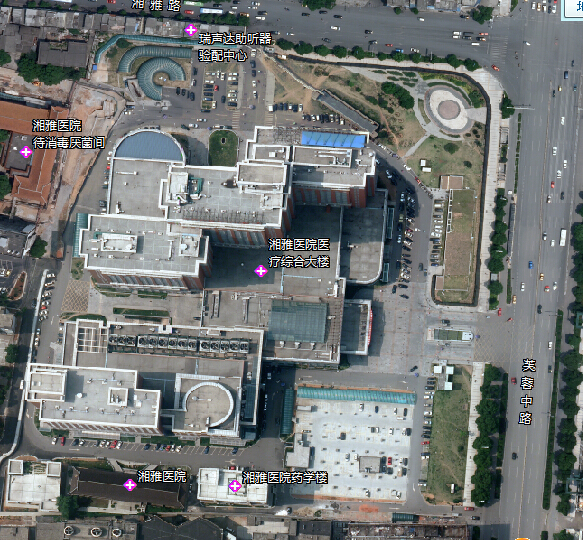 湘雅路
瑞声达助听器
验配中心
湘雅医院
待消毒灰菌间
湘雅医院医
疗综合大楼
芙蓉中路
湘雅医院
湘雅医院药学楼